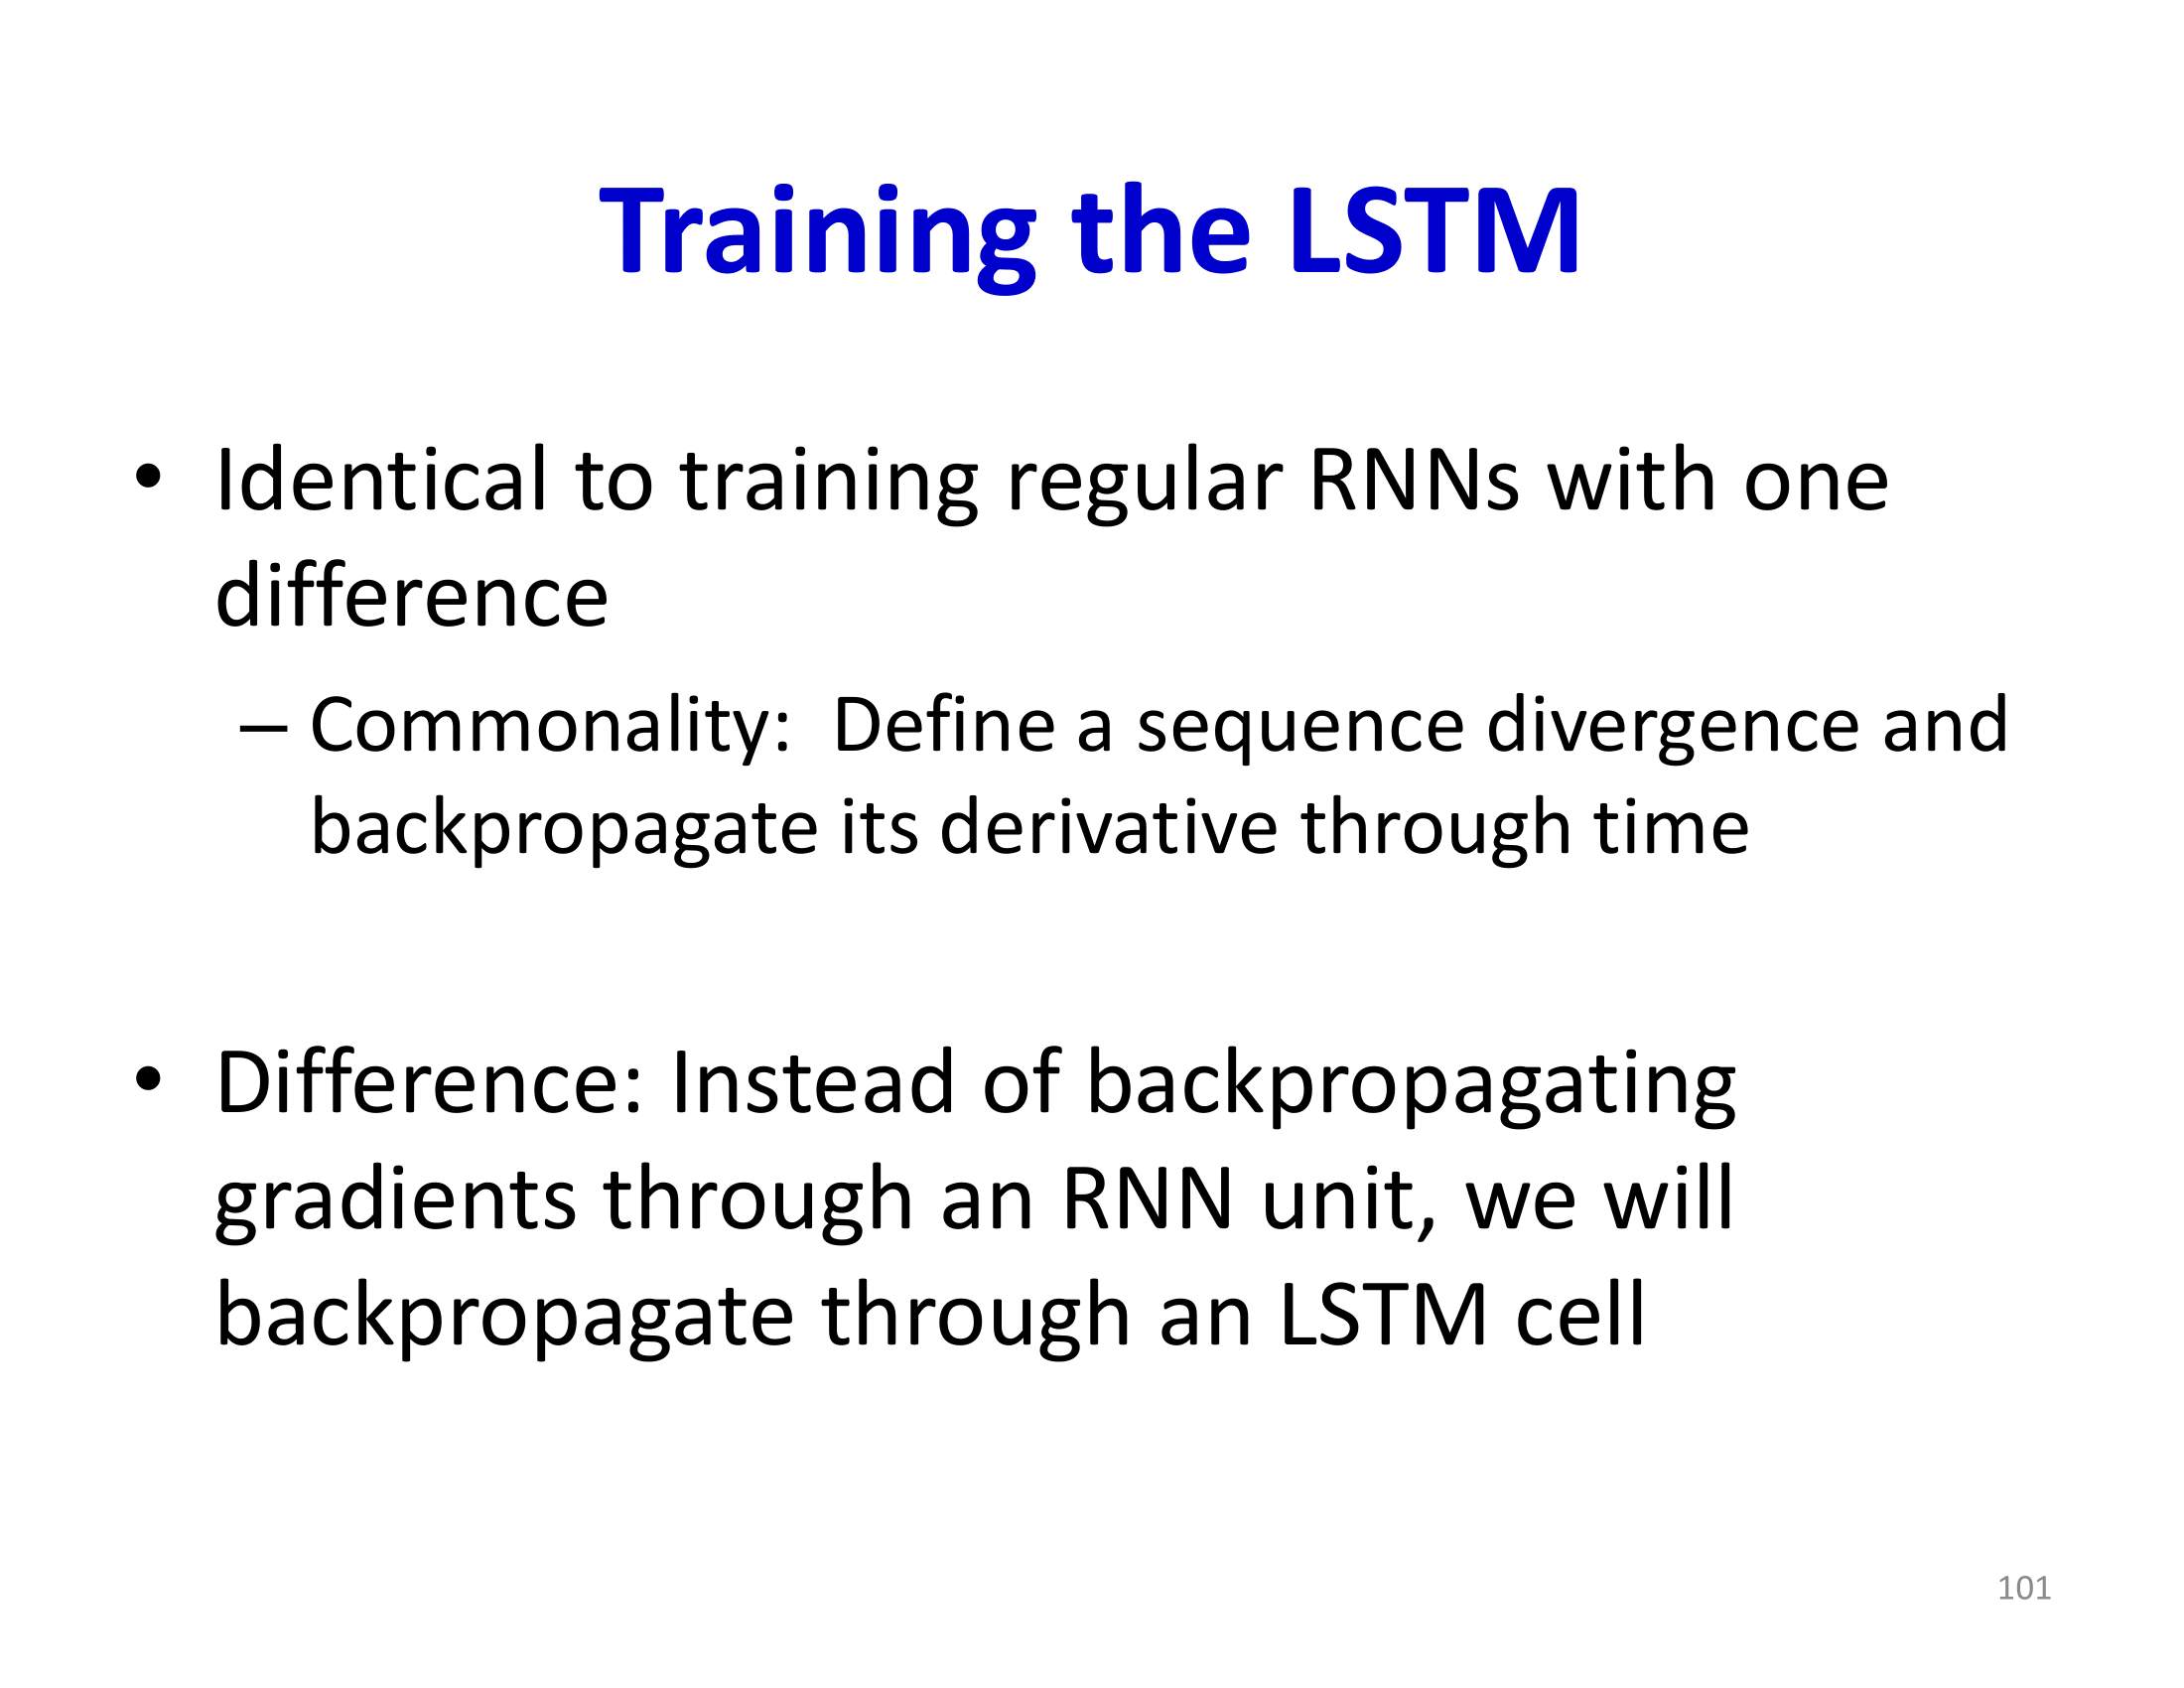 Training the LSTM
• Identical to training regular RNNs with one
difference
– Commonality:  Define a sequence divergence and
backpropagate its derivative through time
• Difference: Instead of backpropagating
gradients through an RNN unit, we will
backpropagate through an LSTM cell
101